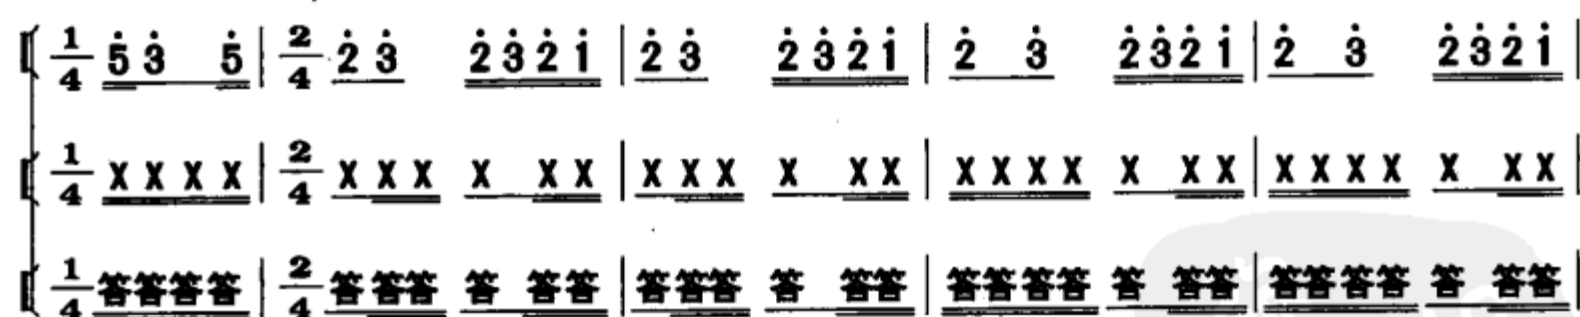 1/4 5̇ 3̇ 5̇ | 2/4 2̇ 3̇ 2̇ 3̇ 2̇ 1̇ | 2̇ 3̇ 2̇ 3̇ 2̇ 1̇ | 2̇ 3̇ 2̇ 3̇ 2̇ 1̇ | 2̇ 3̇ 2̇ 3̇ 2̇ 1̇ |
1/4 X X X X | 2/4 X X X X X X | X X X X X X | X X X X X X X | X X X X X X X |
1/4 答答答答 | 2/4 答答答 答 答答 | 答答答 答 答答 | 答答答答 答 答答 | 答答答答 答 答答 |